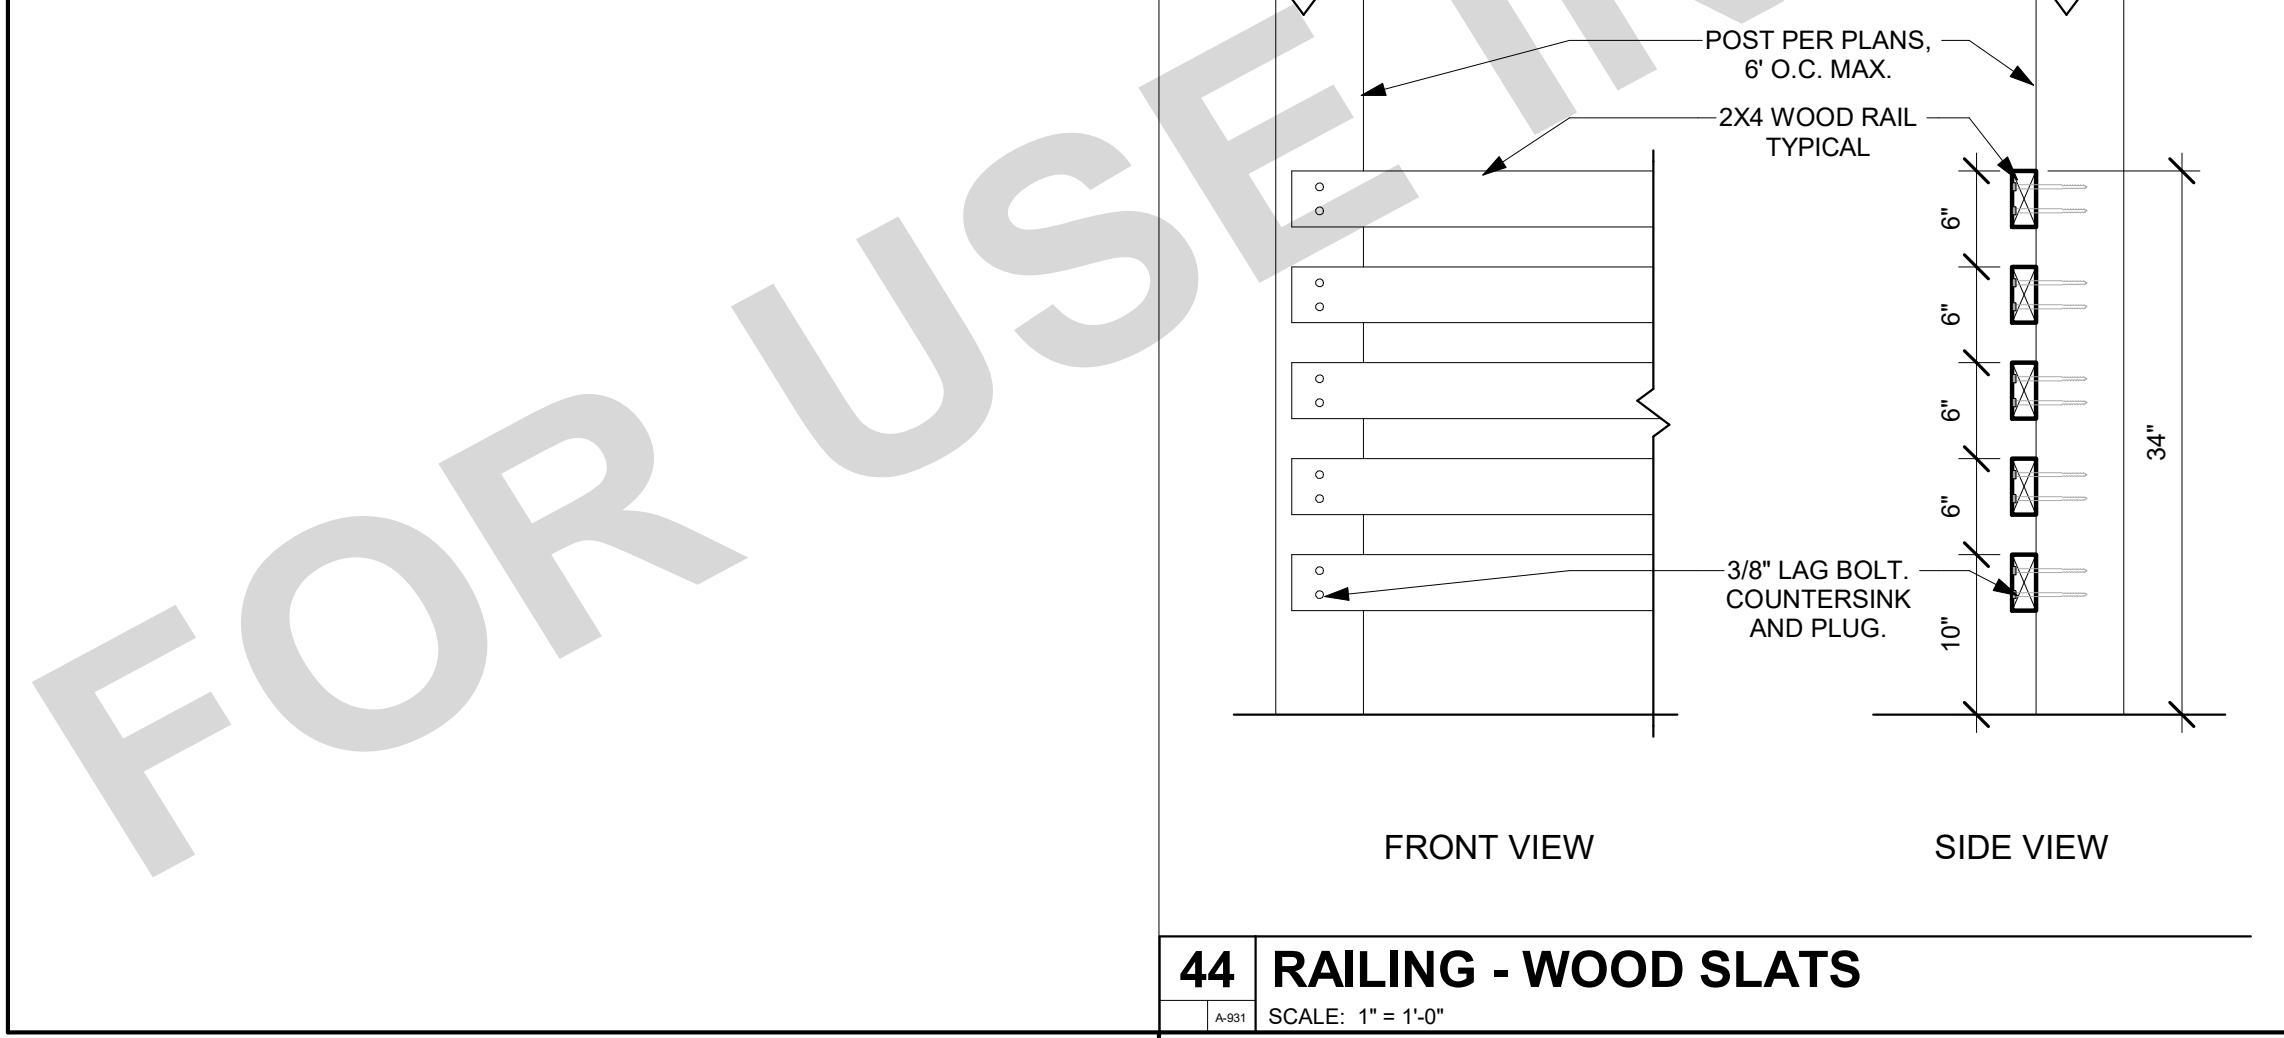 FOR USE IN
POST PER PLANS,
6' O.C. MAX.
2X4 WOOD RAIL
TYPICAL
6"
6"
6"
6"
10"
34"
3/8" LAG BOLT.
COUNTERSINK
AND PLUG.
FRONT VIEW
SIDE VIEW
44
RAILING - WOOD SLATS
A-931
SCALE: 1" = 1'-0"